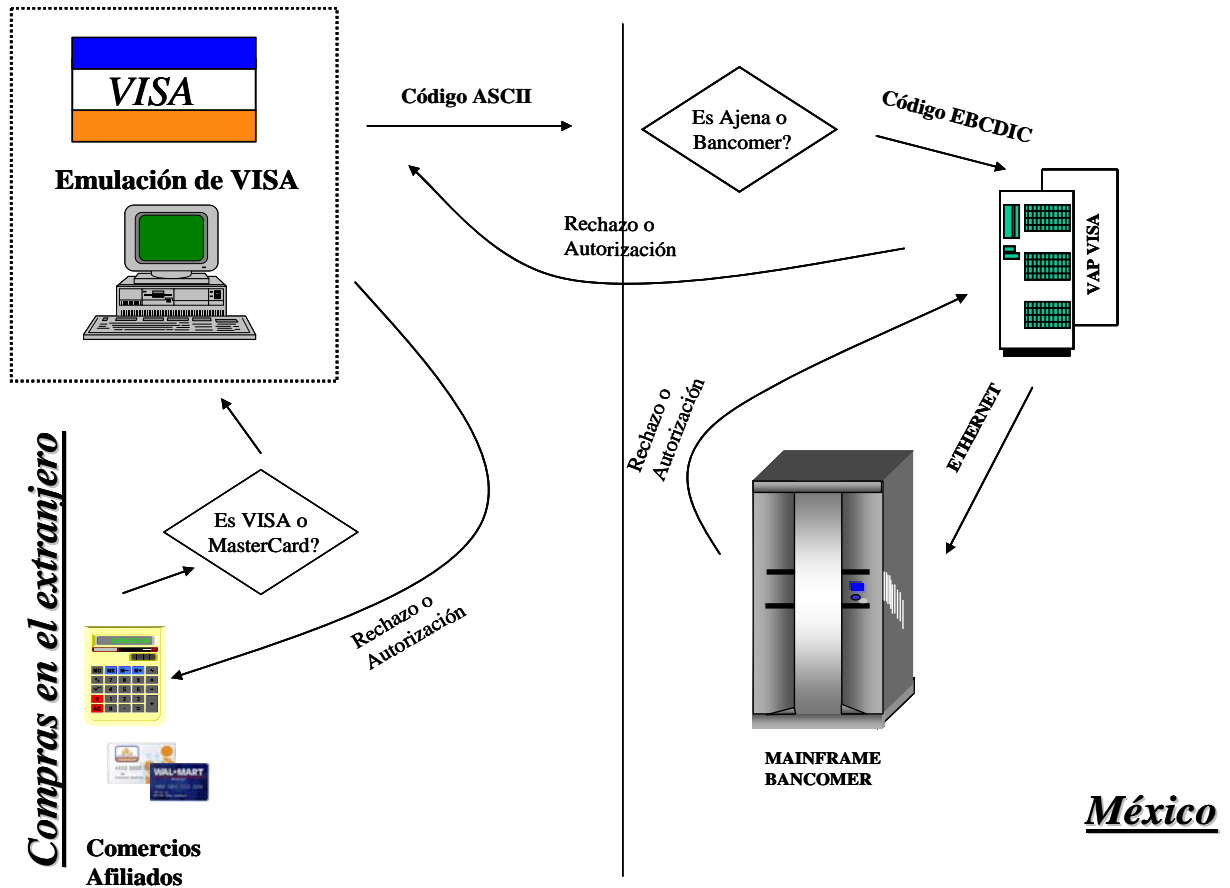 VISA
Emulación de VISA
Código ASCII
Es Ajena o
Bancomer?
Código EBCDIC
VAP VISA
Rechazo o
Autorización
ETHERNET
Rechazo o
Autorización
MAINFRAME
BANCOMER
México
Compras en el extranjero
Es VISA o
MasterCard?
Rechazo o
Autorización
WAL★MART
Comercios
Afiliados